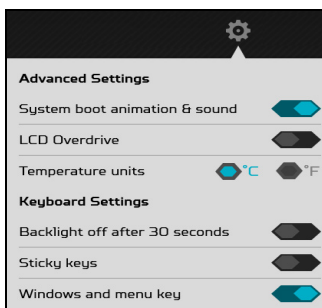 Advanced Settings
System boot animation & sound
LCD Overdrive
Temperature units °C °F
Keyboard Settings
Backlight off after 30 seconds
Sticky keys
Windows and menu key